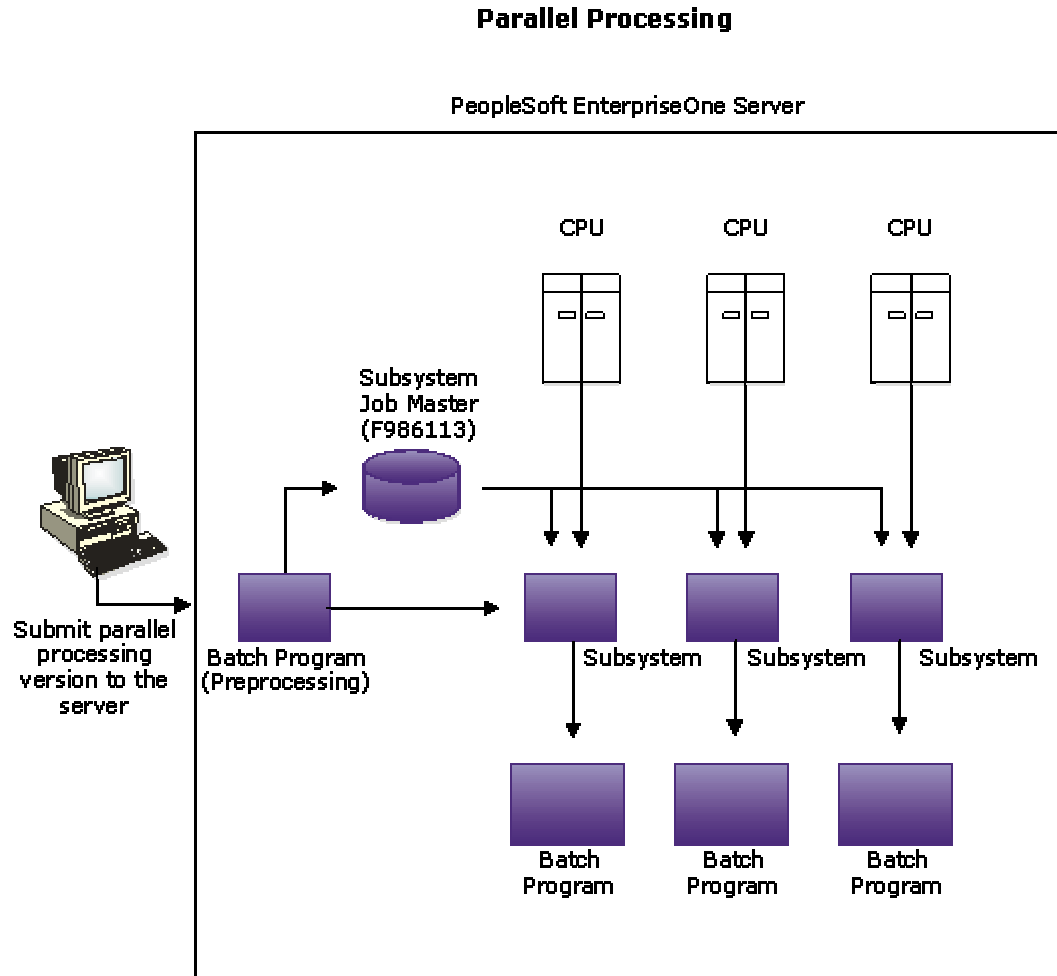 Parallel Processing
PeopleSoft EnterpriseOne Server
CPU
CPU
CPU
Subsystem
Job Master
(F986113)
Submit parallel
processing
version to the
server
Batch Program
(Preprocessing)
Subsystem
Subsystem
Subsystem
Batch
Program
Batch
Program
Batch
Program